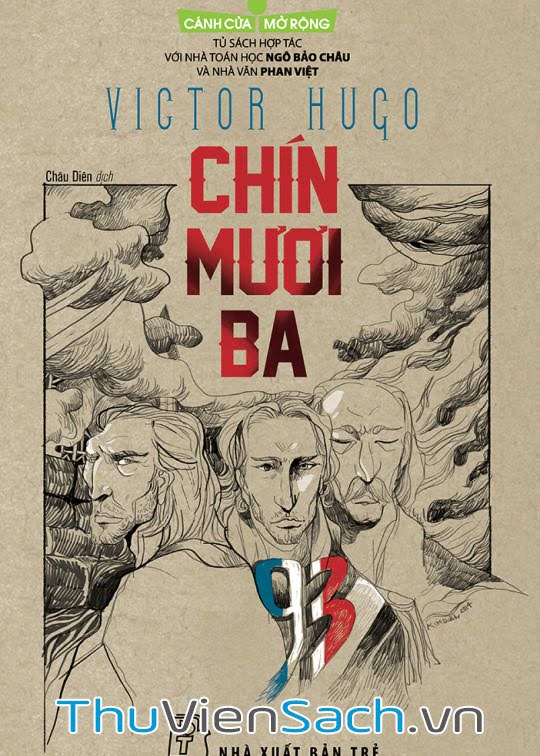 CÁNH CỬA MỞ RỘNG
TỦ SÁCH HỢP TÁC
VỚI NHÀ TOÁN HỌC NGÔ BẢO CHÂU
VÀ NHÀ VĂN PHAN VIỆT
VICTOR HUGO
Châu Diên dịch
CHÍN
MƯƠI
BA
93
ThuVienSach.vn
NHÀ XUẤT BẢN TRẺ